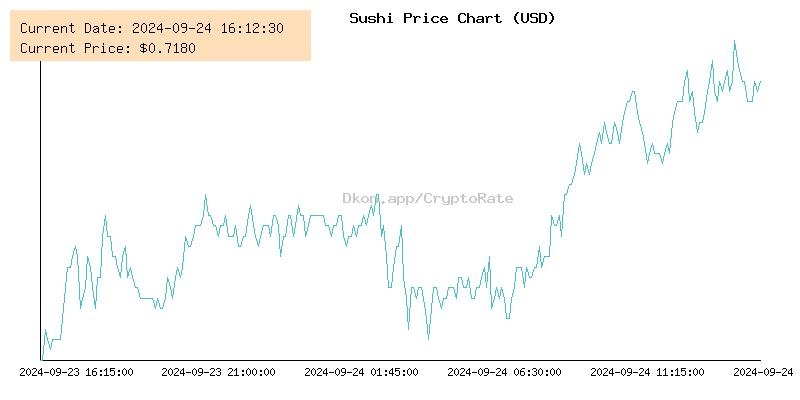 Sushi Price Chart (USD)
Current Date: 2024-09-24 16:12:30
Current Price: $0.7180
Dkon.app/CryptoRate
2024-09-23 16:15:00 2024-09-23 21:00:00 2024-09-24 01:45:00 2024-09-24 06:30:00 2024-09-24 11:15:00 2024-09-24